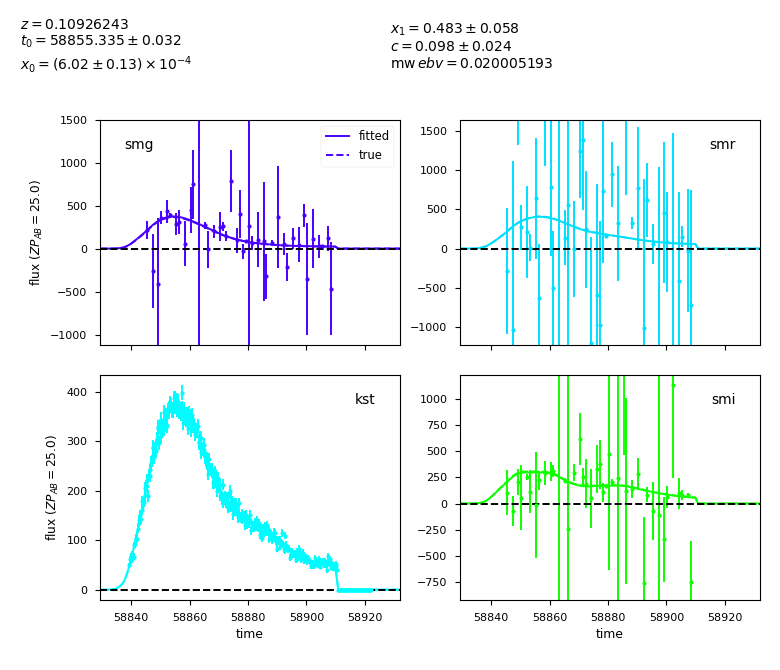 z = 0.10926243
t₀ = 58855.335 ± 0.032
x₀ = (6.02 ± 0.13) × 10⁻⁴
x₁ = 0.483 ± 0.058
c = 0.098 ± 0.024
mw ebv = 0.020005193
smg
fitted
true
1500
1000
500
0
−500
−1000
flux (ZP_AB = 25.0)
smr
1500
1000
500
0
−500
−1000
kst
400
300
200
100
0
flux (ZP_AB = 25.0)
58840 58860 58880 58900 58920
time
smi
1000
750
500
250
0
−250
−500
−750
58840 58860 58880 58900 58920
time